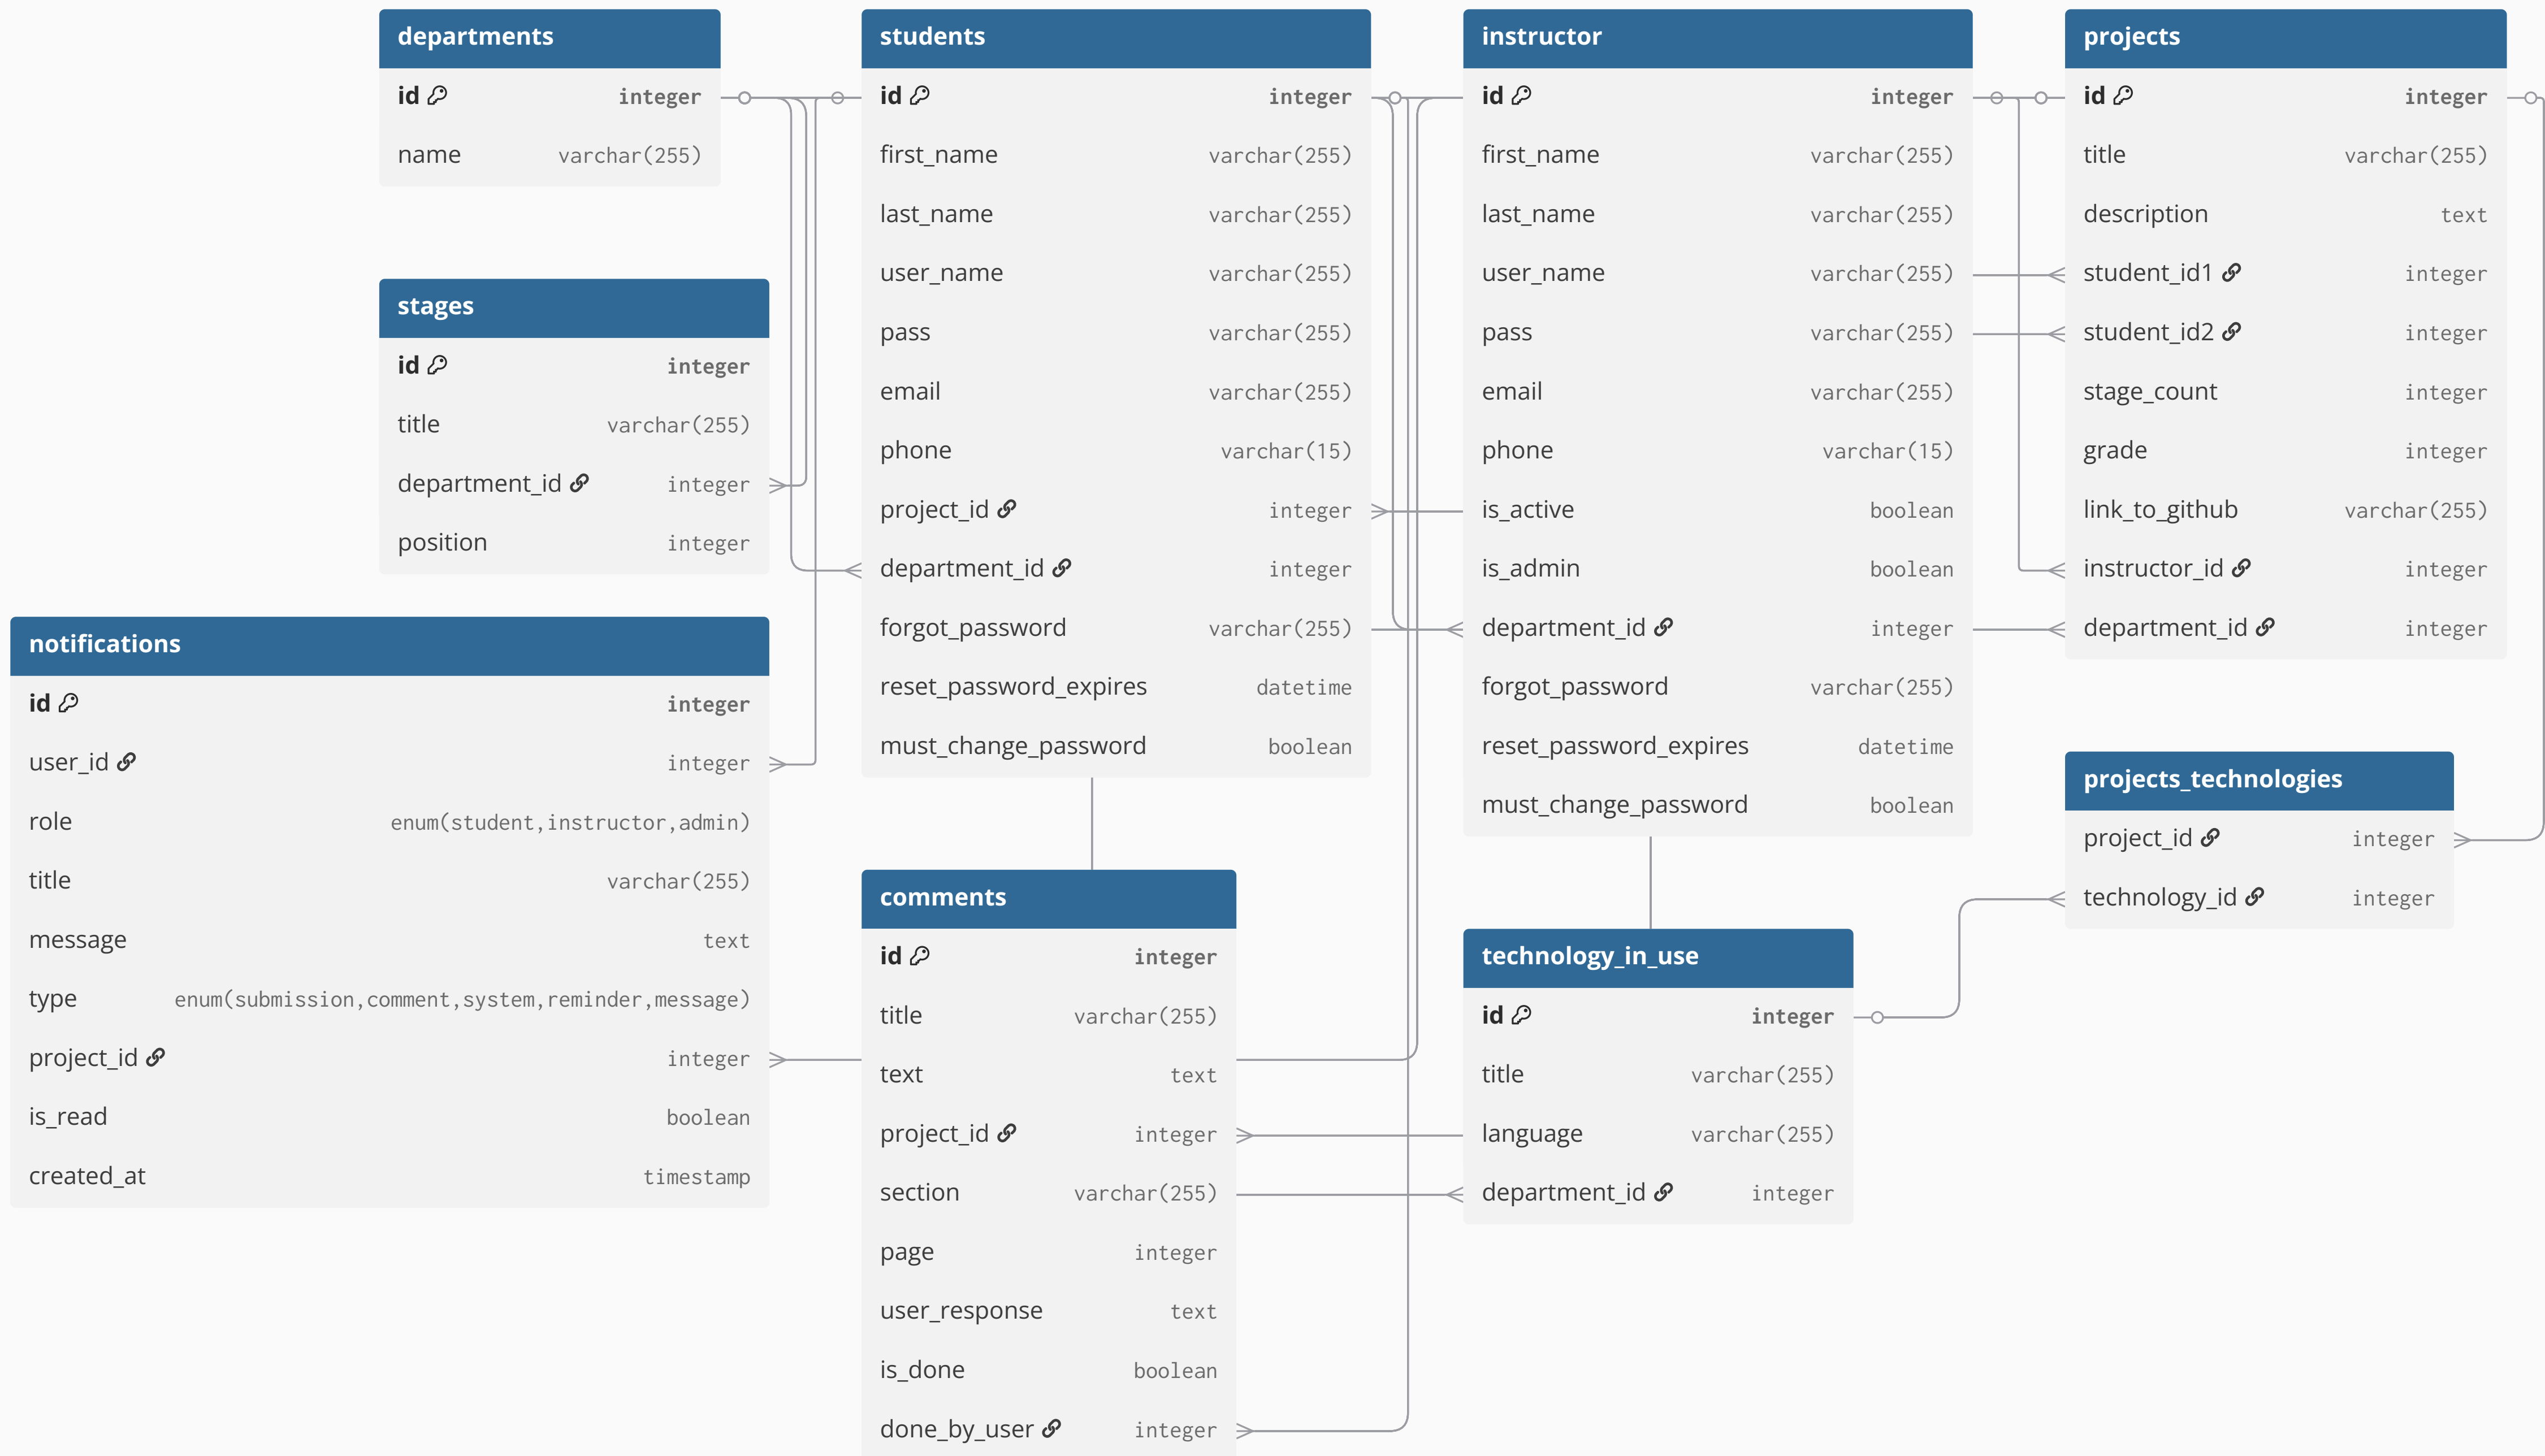 departments
id integer
name varchar(255)
stages
id integer
title varchar(255)
department_id integer
position integer
notifications
id integer
user_id integer
role enum(student,instructor,admin)
title varchar(255)
message text
type enum(submission,comment,system,reminder,message)
project_id integer
is_read boolean
created_at timestamp
students
id integer
first_name varchar(255)
last_name varchar(255)
user_name varchar(255)
pass varchar(255)
email varchar(255)
phone varchar(15)
project_id integer
department_id integer
forgot_password varchar(255)
reset_password_expires datetime
must_change_password boolean
comments
id integer
title varchar(255)
text text
project_id integer
section varchar(255)
page integer
user_response text
is_done boolean
done_by_user integer
instructor
id integer
first_name varchar(255)
last_name varchar(255)
user_name varchar(255)
pass varchar(255)
email varchar(255)
phone varchar(15)
is_active boolean
is_admin boolean
department_id integer
forgot_password varchar(255)
reset_password_expires datetime
must_change_password boolean
technology_in_use
id integer
title varchar(255)
language varchar(255)
department_id integer
projects
id integer
title varchar(255)
description text
student_id1 integer
student_id2 integer
stage_count integer
grade integer
link_to_github varchar(255)
instructor_id integer
department_id integer
projects_technologies
project_id integer
technology_id integer